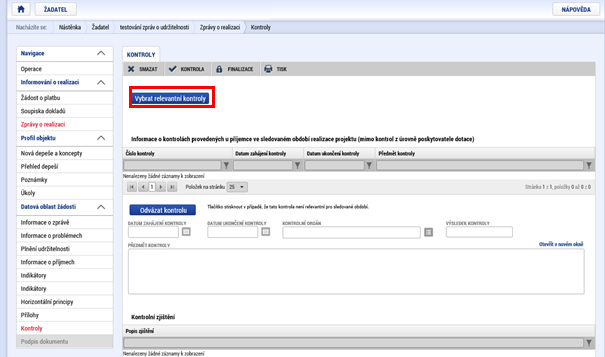 ŽADATEL
NÁPOVĚDA
Nacházíte se: Nástěnka Žadatel testování zpráv o udržitelnosti Zprávy o realizaci Kontroly
Navigace
Operace
Informování o realizaci
Žádost o platbu
Soupiska dokladů
Zprávy o realizaci
Profil objektu
Nová depeše a koncepty
Přehled depeší
Poznámky
Úkoly
Datová oblast žádosti
Informace o zprávě
Informace o problémech
Plnění udržitelnosti
Informace o příjmech
Indikátory
Indikátory
Horizontální principy
Přílohy
Kontroly
Podpis dokumentu
KONTROLY
SMAZAT KONTROLA FINALIZACE TISK
Vybrat relevantní kontroly
Informace o kontrolách provedených u příjemce ve sledovaném období realizace projektu (mimo kontrol z úrovně poskytovatele dotace)
Číslo kontroly Datum zahájení kontroly Datum ukončení kontroly Předmět kontroly
Nenalezeny žádné záznamy k zobrazení
1 Položek na stránku 25 Stránka 1 z 1, položky 0 až 0 z 0
Odvázat kontrolu Tlačítko stisknout v případě, že tato kontrola není relevantní pro sledované období.
DATUM ZAHÁJENÍ KONTROLY DATUM UKONČENÍ KONTROLY KONTROLNÍ ORGÁN VÝSLEDEK KONTROLY
PŘEDMĚT KONTROLY Otevřít v novém okně
Kontrolní zjištění
Popis zjištění
Nenalezeny žádné záznamy k zobrazení